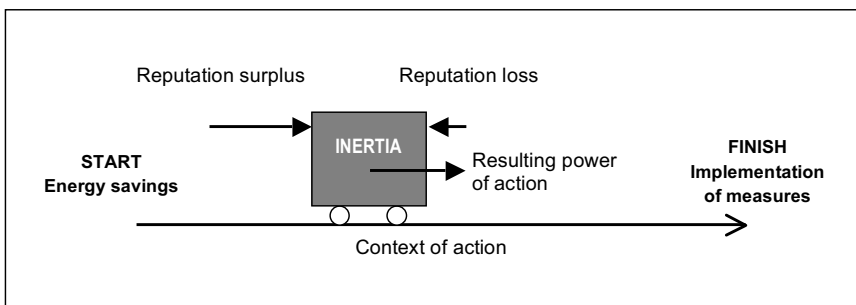 Reputation surplus
Reputation loss
INERTIA
START
Energy savings
Resulting power
of action
FINISH
Implementation
of measures
Context of action